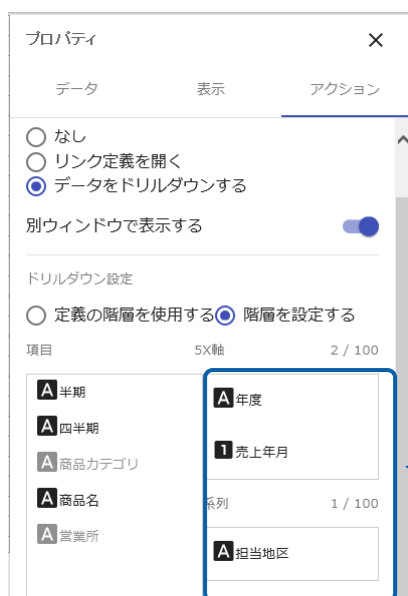 プロパティ
データ 表示 アクション
なし
リンク定義を開く
データをドリルダウンする
別ウィンドウで表示する
ドリルダウン設定
定義の階層を使用する 階層を設定する
項目 5X軸 2 / 100
A 半期
A 年度
A 四半期
1 売上年月
A 商品カテゴリ
A 商品名
系列 1 / 100
A 営業所
A 担当地区